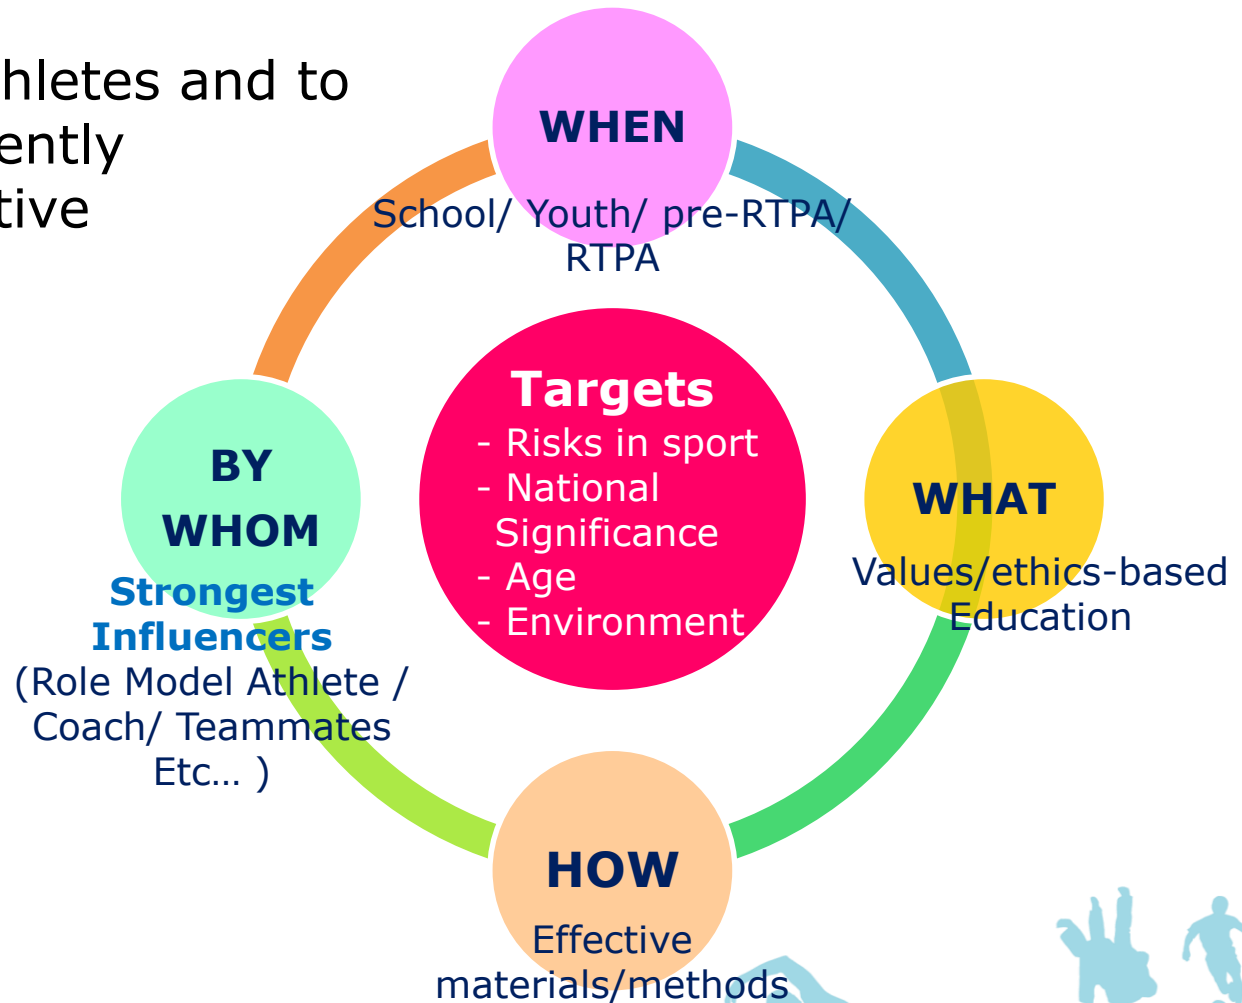 hletes and to
ently
tive
WHEN
School/ Youth/ pre-RTPA/
RTPA
Targets
- Risks in sport
- National
Significance
- Age
- Environment
BY
WHOM
Strongest
Influencers
(Role Model Athlete /
Coach/ Teammates
Etc... )
WHAT
Values/ethics-based
Education
HOW
Effective
materials/methods